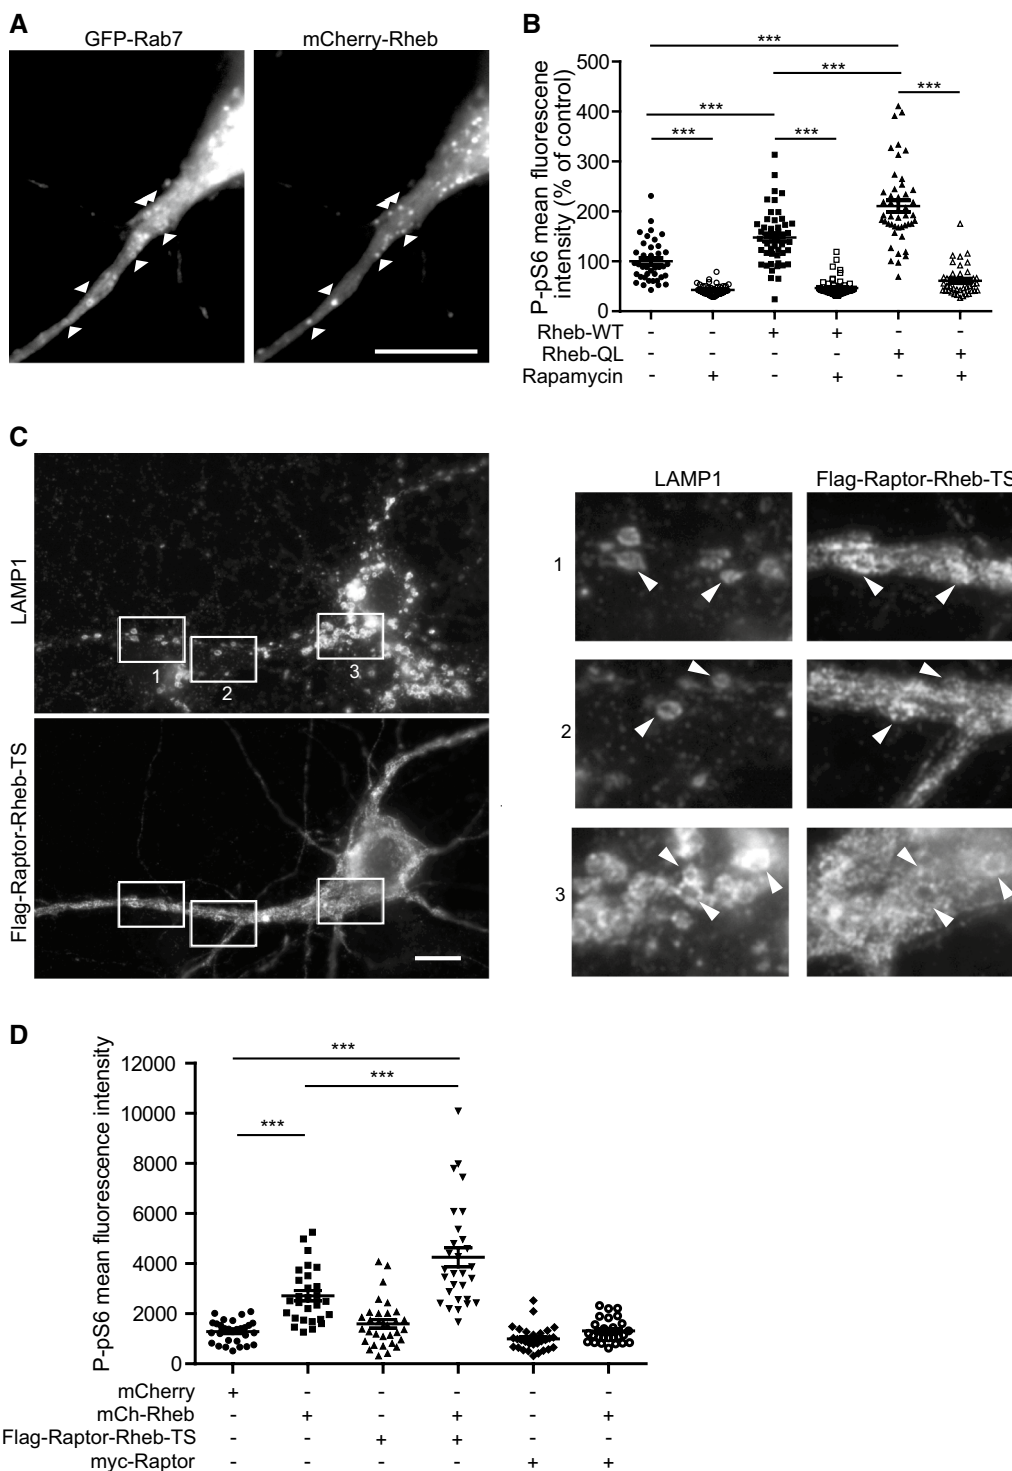 A
GFP-Rab7 mCherry-Rheb
B
P-pS6 mean fluorescene
intensity (% of control)
***
***
***
***
*** ***
500
400
300
200
100
0
Rheb-WT - - + + - -
Rheb-QL - - - - + +
Rapamycin - + - + - +
C
LAMP1
1
2
3
Flag-Raptor-Rheb-TS
LAMP1 Flag-Raptor-Rheb-TS
1
2
3
D
P-pS6 mean fluorescence intensity
***
***
***
12000
10000
8000
6000
4000
2000
0
mCherry + - - - - -
mCh-Rheb - + - + - +
Flag-Raptor-Rheb-TS - - + + - -
myc-Raptor - - - - + +